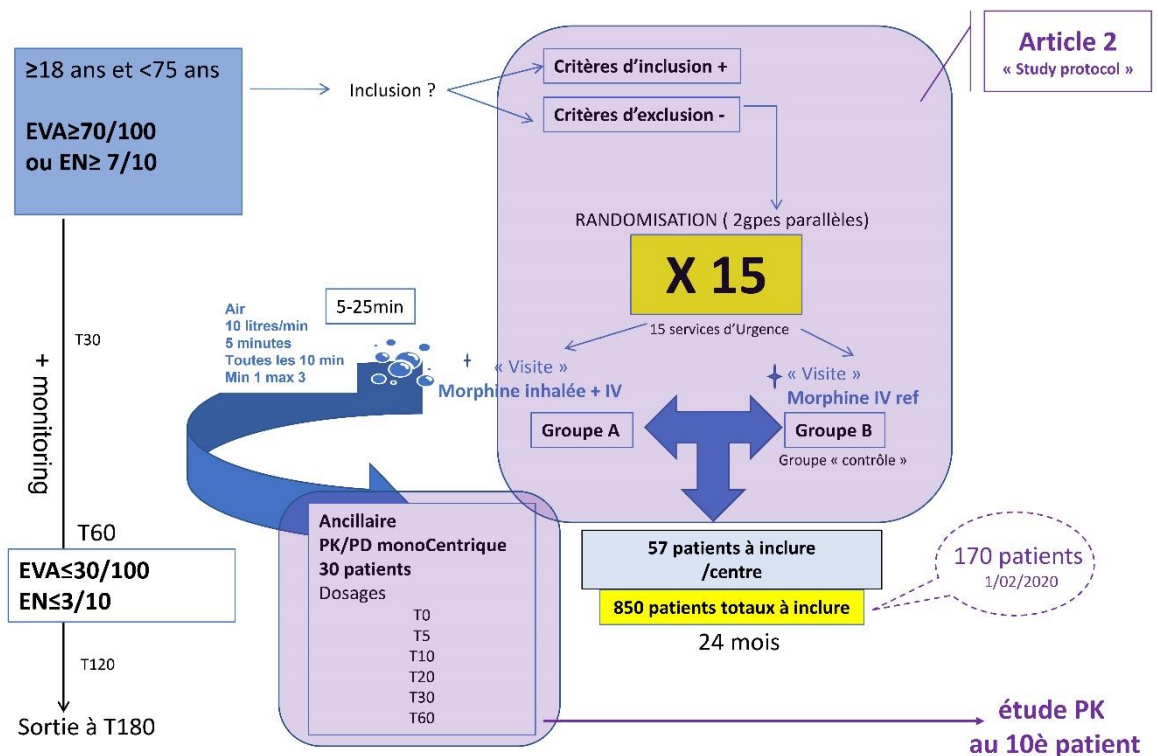 ≥18 ans et <75 ans
EVA≥70/100
ou EN≥ 7/10
Inclusion ?
Critères d'inclusion +
Critères d'exclusion -
Article 2
« Study protocol »
RANDOMISATION ( 2gpes parallèles)
X 15
15 services d'Urgence
Air
10 litres/min
5 minutes
Toutes les 10 min
Min 1 max 3
5-25min
« Visite »
Morphine inhalée + IV
« Visite »
Morphine IV ref
Groupe A
Groupe B
Groupe « contrôle »
T30
+ monitoring
T60
EVA≤30/100
EN≤3/10
T120
Sortie à T180
Ancillaire
PK/PD monoCentrique
30 patients
Dosages
T0
T5
T10
T20
T30
T60
57 patients à inclure
/centre
850 patients totaux à inclure
24 mois
170 patients
1/02/2020
étude PK
au 10è patient